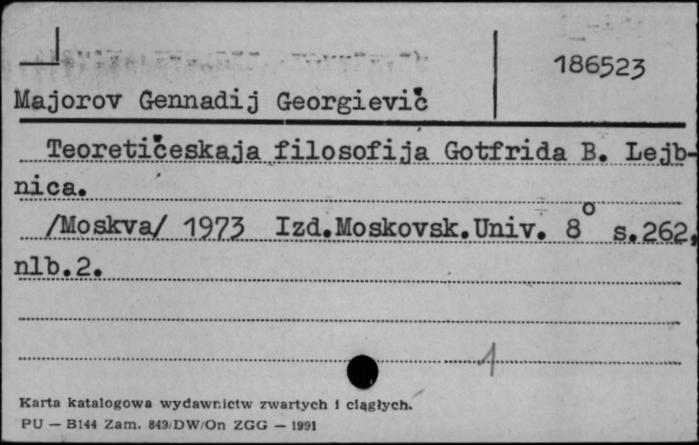 186523
Majorov Gennadij Georgievič
Teoretičeskaja filosofija Gotfrida B. Lejb-
nica.
/Moskva/ 1973 Izd.Moskovsk.Univ. 8° s.262,
nlb.2.
1
Karta katalogowa wydawnictw zwartych i ciągłych.
PU — B144 Zam. 849/DW/On ZGG — 1991